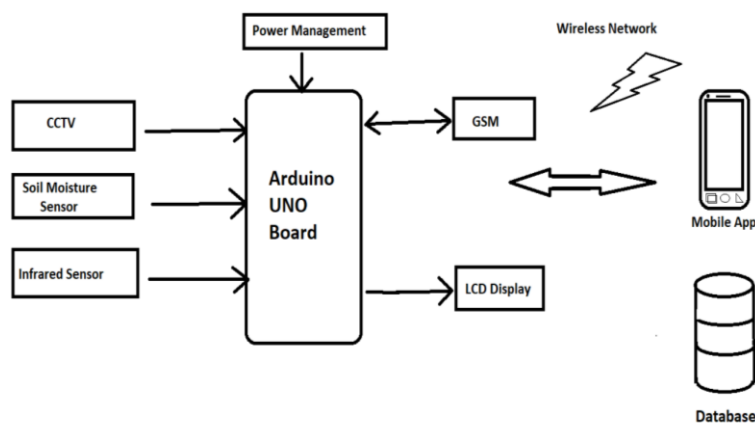 Power Management
Wireless Network
CCTV
GSM
Soil Moisture
Sensor
Arduino
UNO
Board
Mobile App
Infrared Sensor
LCD Display
Database